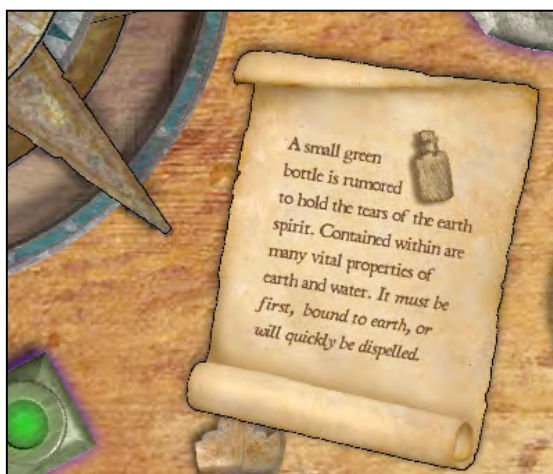 A small green
bottle is rumored
to hold the tears of the earth
spirit. Contained within are
many vital properties of
earth and water. It must be
first, bound to earth, or
will quickly be dispelled.